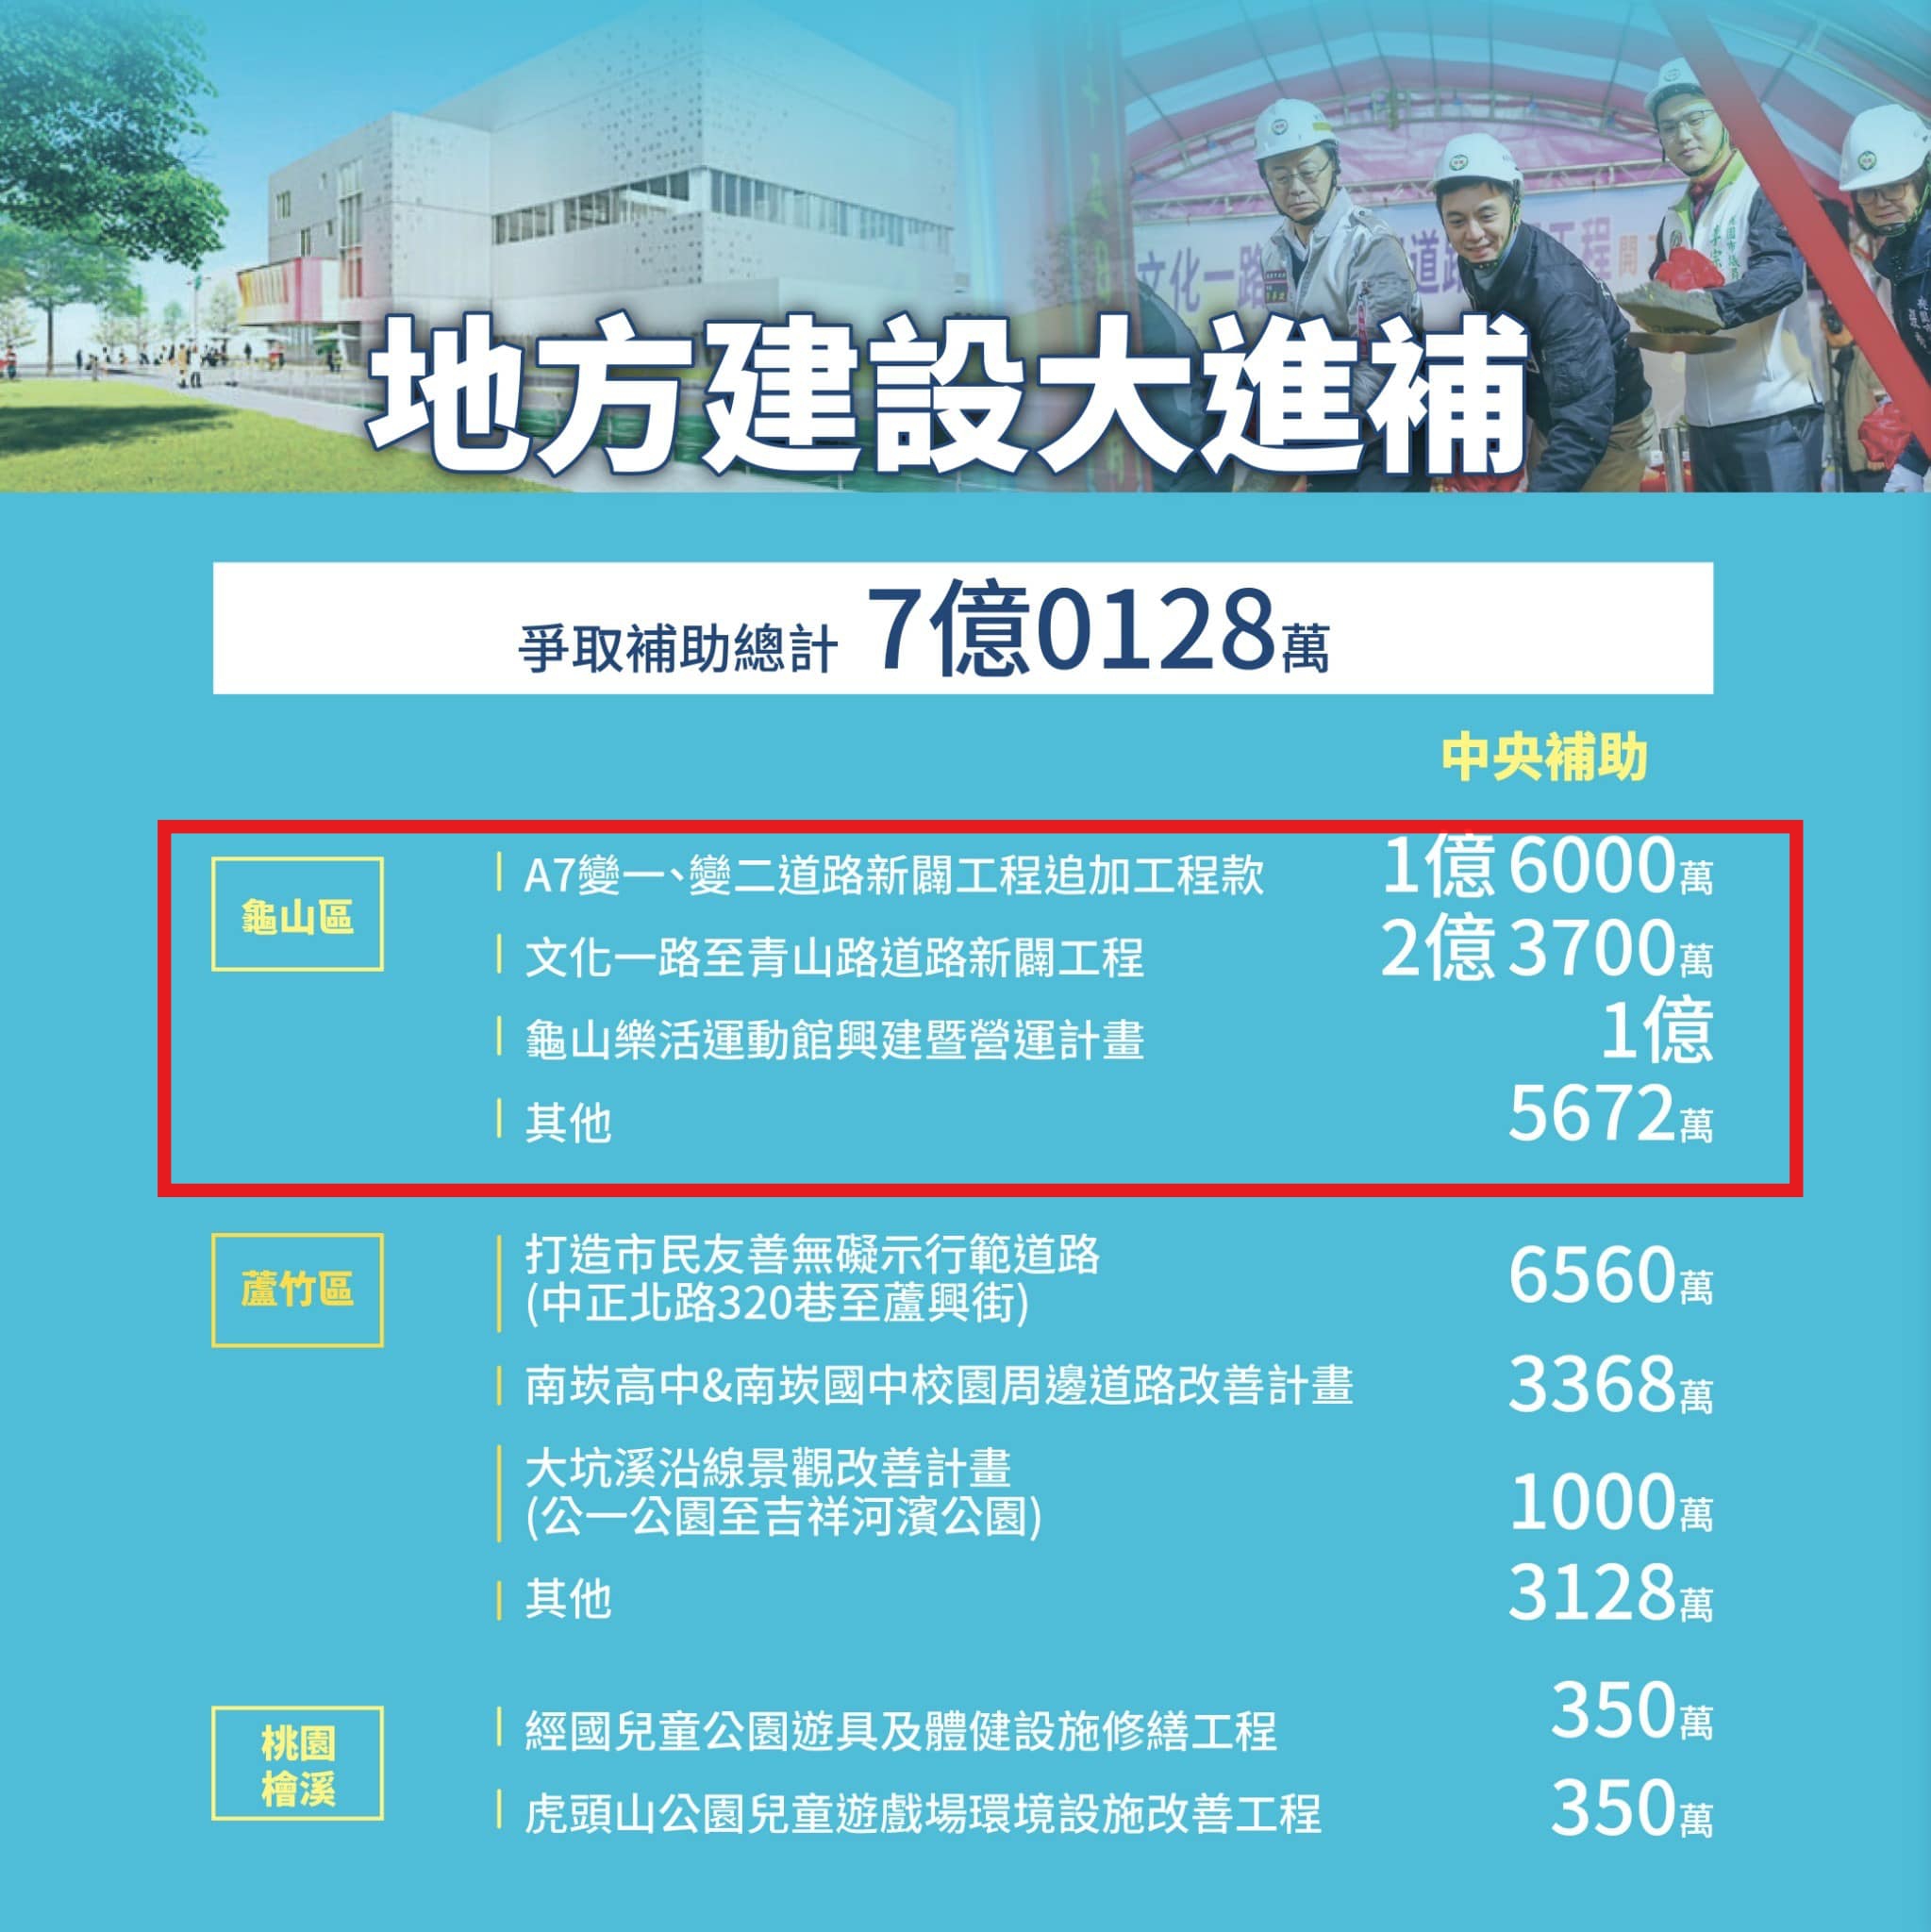 文化一路
道路
工程
開
地方建設大進補
爭取補助總計 7億0128萬
中央補助
龜山區
A7變一、變二道路新闢工程追加工程款 1億6000萬
文化一路至青山路道路新闢工程 2億3700萬
龜山樂活運動館興建暨營運計畫 1億
其他 5672萬
蘆竹區
打造市民友善無礙示行範道路
(中正北路320巷至蘆興街) 6560萬
南崁高中&南崁國中校園周邊道路改善計畫 3368萬
大坑溪沿線景觀改善計畫
(公一公園至吉祥河濱公園) 1000萬
其他 3128萬
桃園
檜溪
經國兒童公園遊具及體健設施修繕工程 350萬
虎頭山公園兒童遊戲場環境設施改善工程 350萬